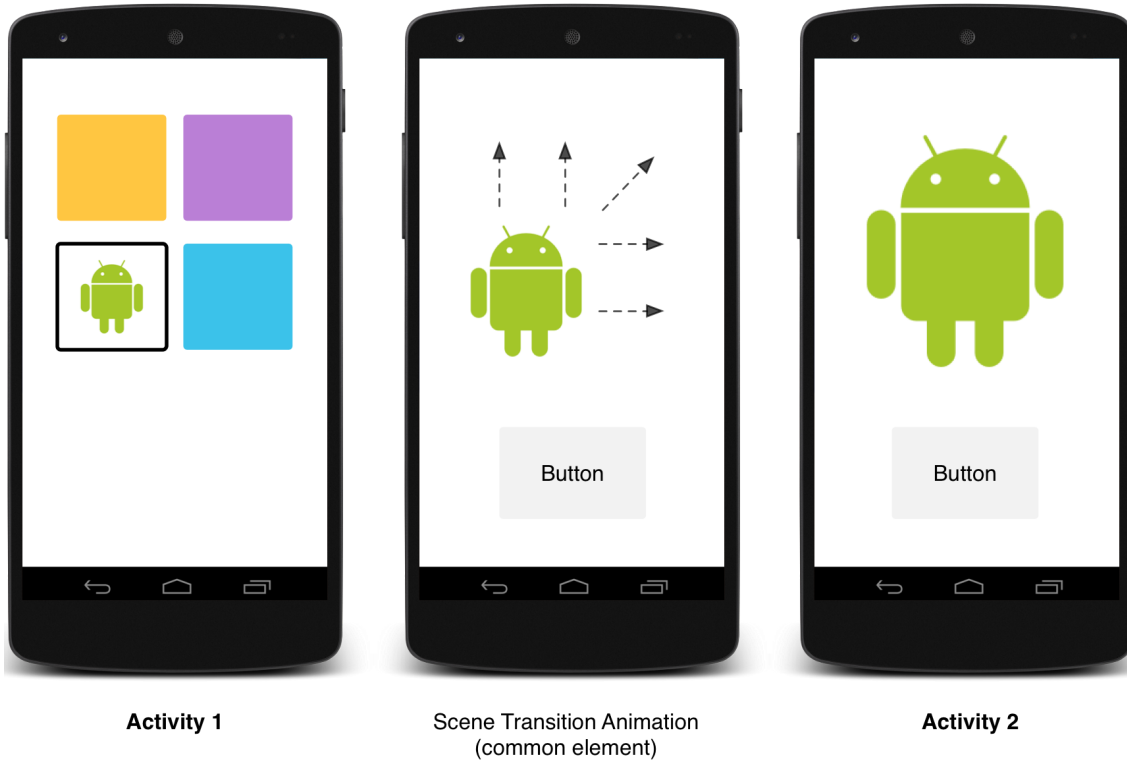 Button
Button
Activity 1
Scene Transition Animation
(common element)
Activity 2